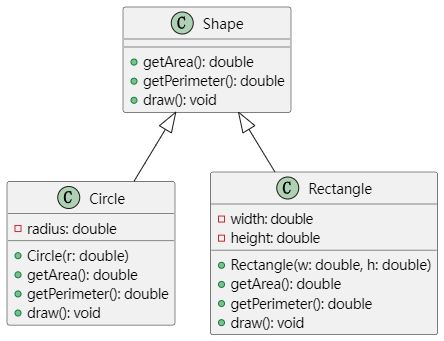 C Shape
getArea(): double
getPerimeter(): double
draw(): void
C Circle
radius: double
Circle(r: double)
getArea(): double
getPerimeter(): double
draw(): void
C Rectangle
width: double
height: double
Rectangle(w: double, h: double)
getArea(): double
getPerimeter(): double
draw(): void